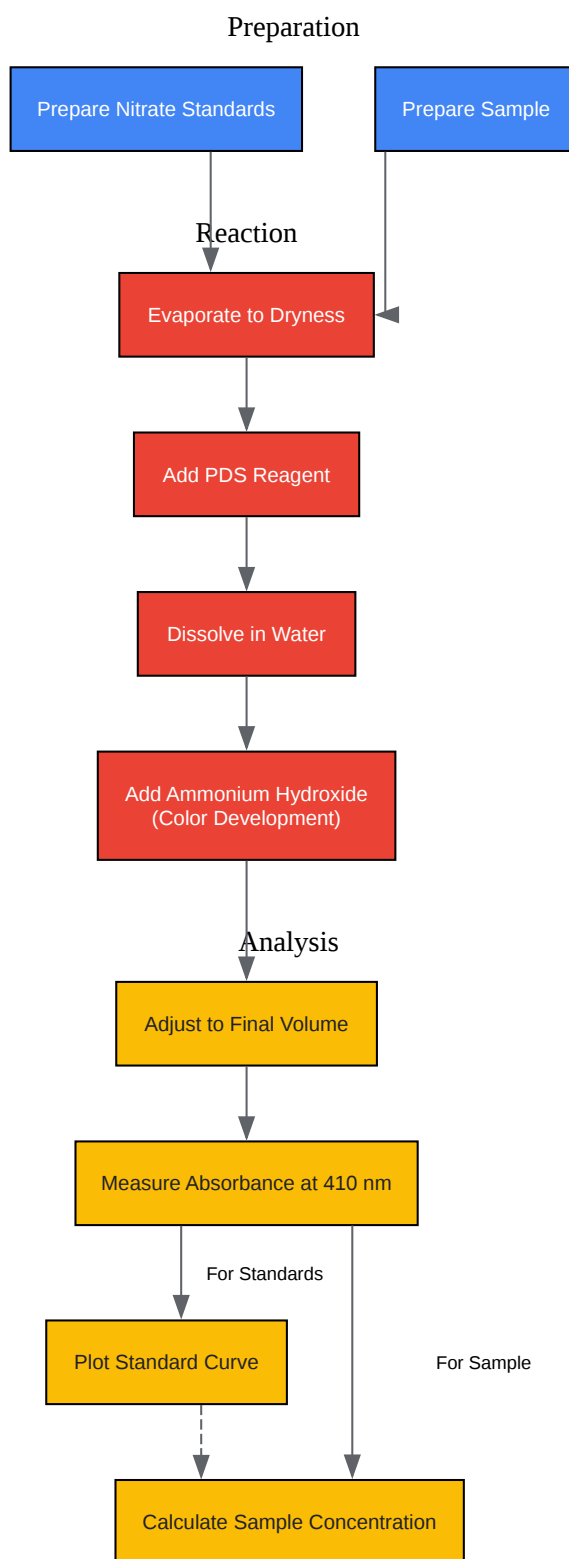 Preparation
Prepare Nitrate Standards
Prepare Sample
Reaction
Evaporate to Dryness
Add PDS Reagent
Dissolve in Water
Add Ammonium Hydroxide
(Color Development)
Analysis
Adjust to Final Volume
Measure Absorbance at 410 nm
For Standards
Plot Standard Curve
For Sample
Calculate Sample Concentration